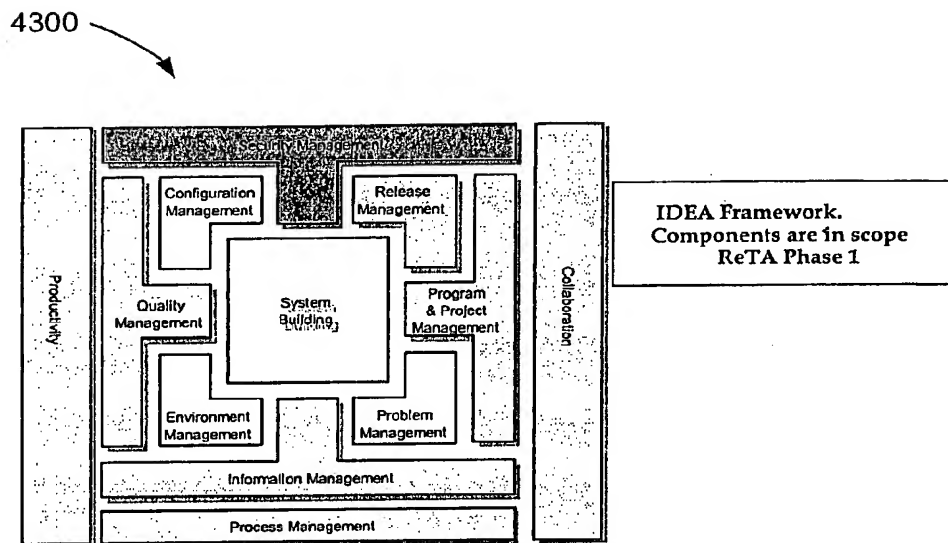 4300
Security Management
Configuration
Management
Release
Management
Productivity
Quality
Management
System
Building
Program
& Project
Management
Collaboration
IDEA Framework.
Components are in scope
ReTA Phase 1
Environment
Management
Problem
Management
Information Management
Process Management